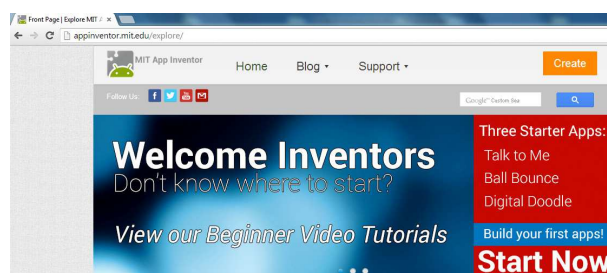 Front Page | Explore MIT A
appinventor.mit.edu/explore/
MIT App Inventor
Home Blog Support
Create
Follow Us:
Google™ Custom Sea
Welcome Inventors
Don't know where to start?
View our Beginner Video Tutorials
Three Starter Apps:
Talk to Me
Ball Bounce
Digital Doodle
Build your first apps!
Start Now